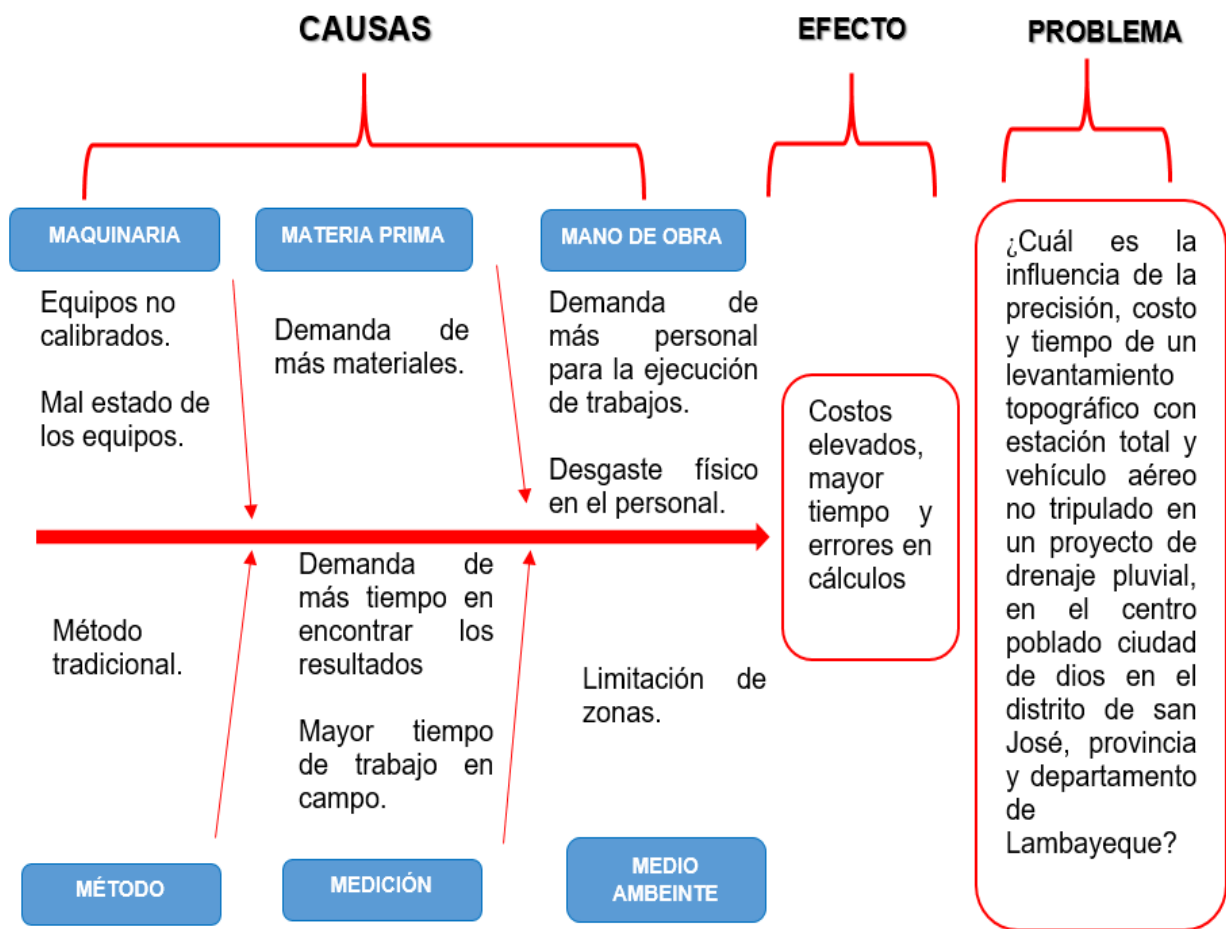 CAUSAS
EFECTO
PROBLEMA
MAQUINARIA
MATERIA PRIMA
MANO DE OBRA
Equipos no
calibrados.
Mal estado de
los equipos.
Demanda de
más materiales.
Demanda de
más personal
para la ejecución
de trabajos.
Desgaste físico
en el personal.
Método
tradicional.
Demanda de
más tiempo en
encontrar los
resultados
Mayor tiempo
de trabajo en
campo.
Limitación de
zonas.
MÉTODO
MEDICIÓN
MEDIO
AMBEINTE
Costos
elevados,
mayor
tiempo y
errores en
cálculos
¿Cuál es la
influencia de la
precisión, costo
y tiempo de un
levantamiento
topográfico con
estación total y
vehículo aéreo
no tripulado en
un proyecto de
drenaje pluvial,
en el centro
poblado ciudad
de dios en el
distrito de san
José, provincia
y departamento
de
Lambayeque?